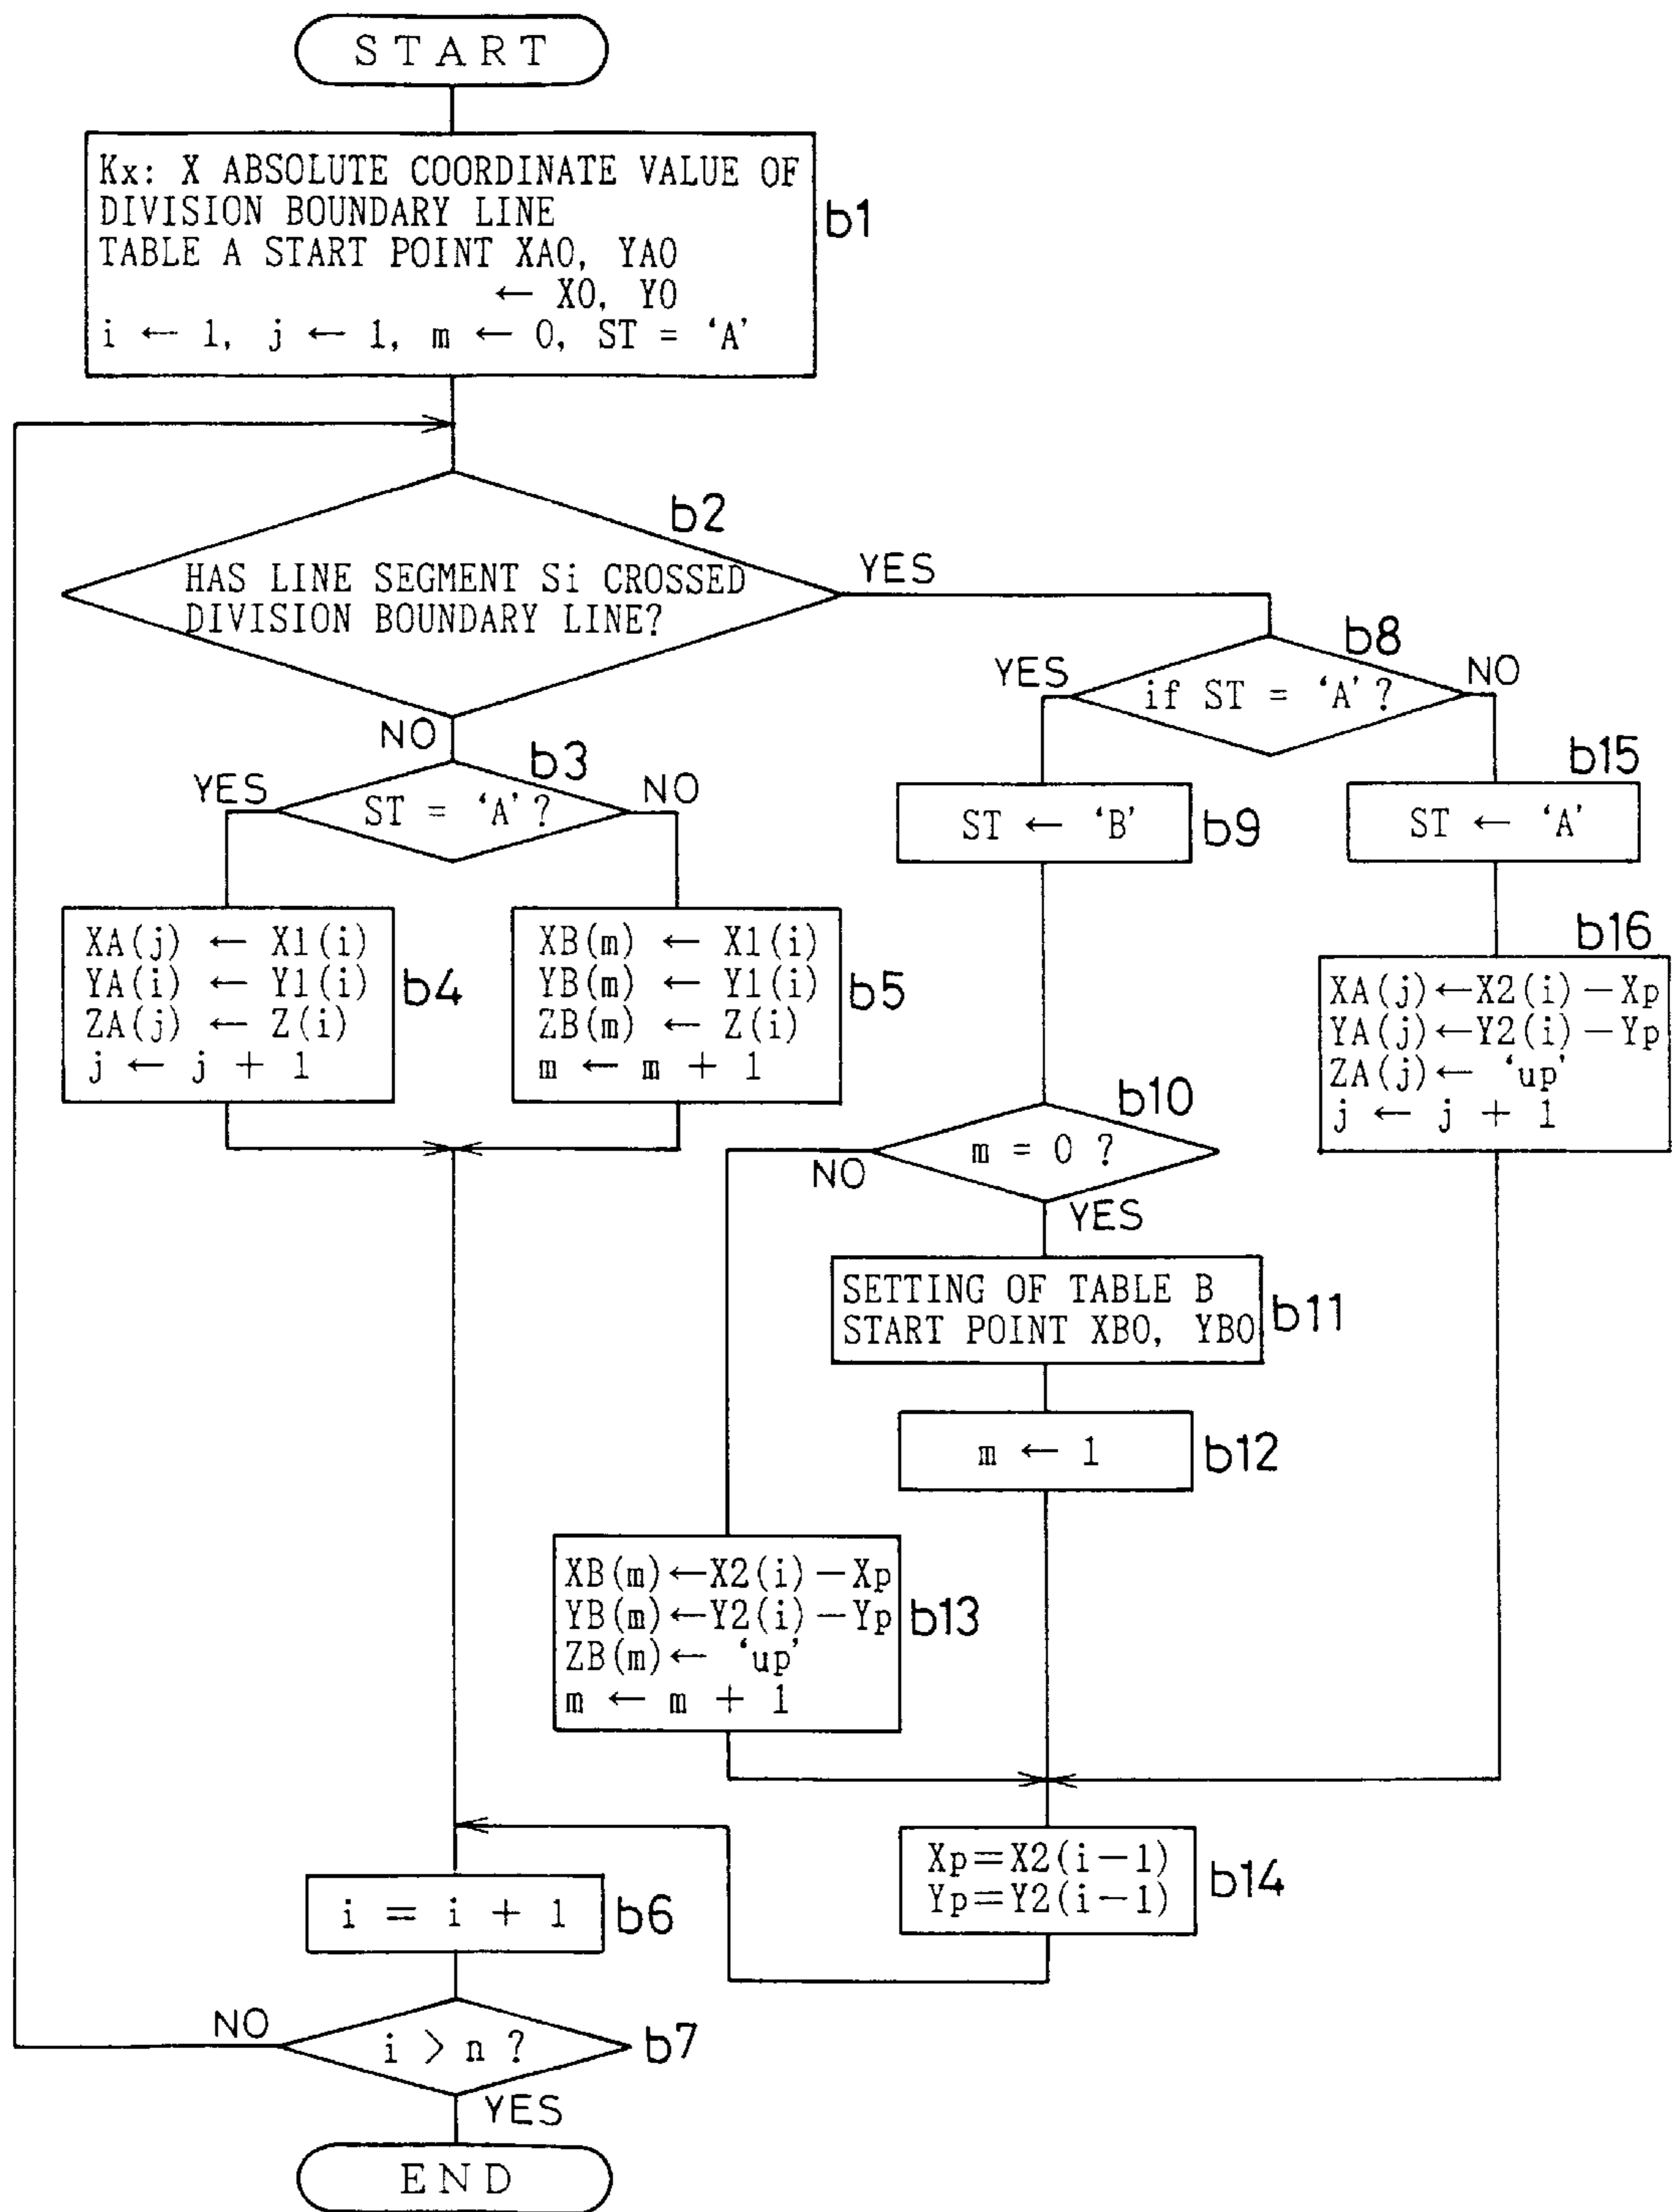 START
Kx: X ABSOLUTE COORDINATE VALUE OF
DIVISION BOUNDARY LINE
TABLE A START POINT XA0, YA0
← X0, Y0
i ← 1, j ← 1, m ← 0, ST = ‘A’
b1
b2
HAS LINE SEGMENT Si CROSSED
DIVISION BOUNDARY LINE?
YES
NO
b3
ST = ‘A’?
YES
NO
XA(j) ← X1(i)
YA(i) ← Y1(i)
ZA(j) ← Z(i)
j ← j + 1
b4
XB(m) ← X1(i)
YB(m) ← Y1(i)
ZB(m) ← Z(i)
m ← m + 1
b5
b8
if ST = ‘A’?
YES
NO
ST ← ‘B’
b9
b15
ST ← ‘A’
b16
XA(j)←X2(i)−Xp
YA(j)←Y2(i)−Yp
ZA(j)← ‘up’
j ← j + 1
b10
m = 0 ?
NO
YES
SETTING OF TABLE B
START POINT XB0, YB0
b11
m ← 1
b12
XB(m)←X2(i)−Xp
YB(m)←Y2(i)−Yp
ZB(m)← ‘up’
m ← m + 1
b13
Xp=X2(i−1)
Yp=Y2(i−1)
b14
i = i + 1
b6
NO
i > n ?
b7
YES
END